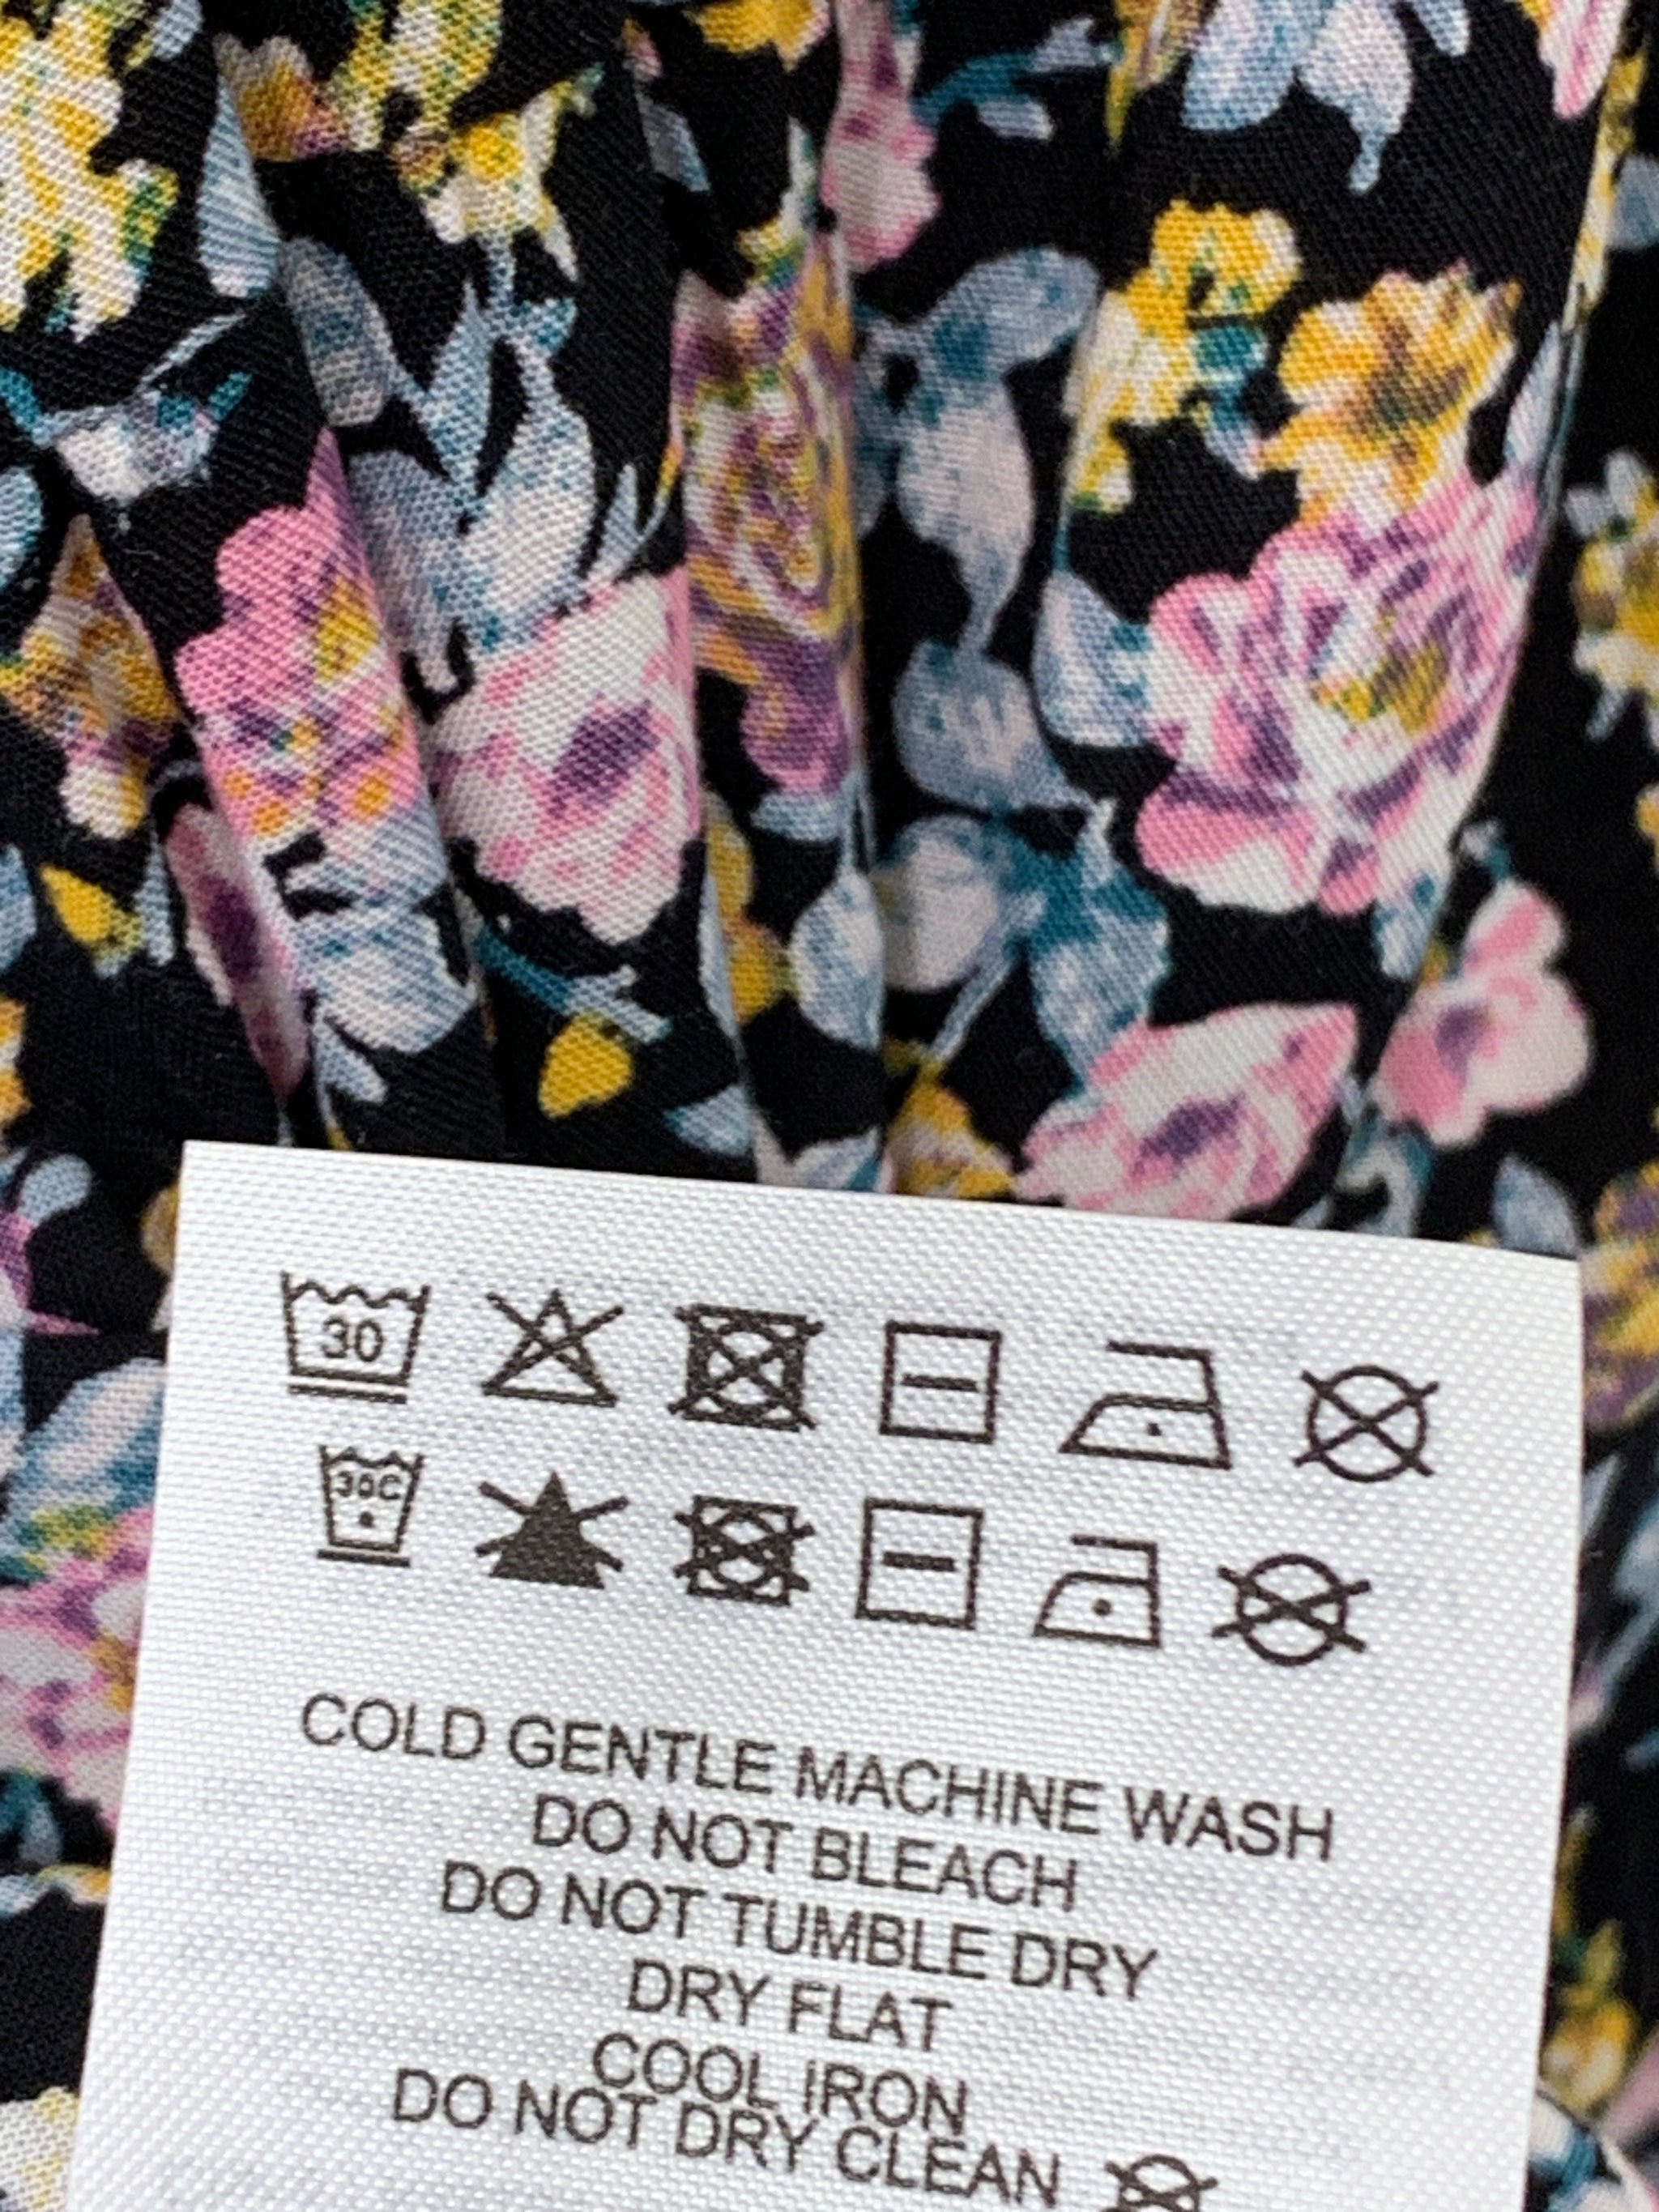 30
30C
COLD GENTLE MACHINE WASH
DO NOT BLEACH
DO NOT TUMBLE DRY
DRY FLAT
COOL IRON
DO NOT DRY CLEAN